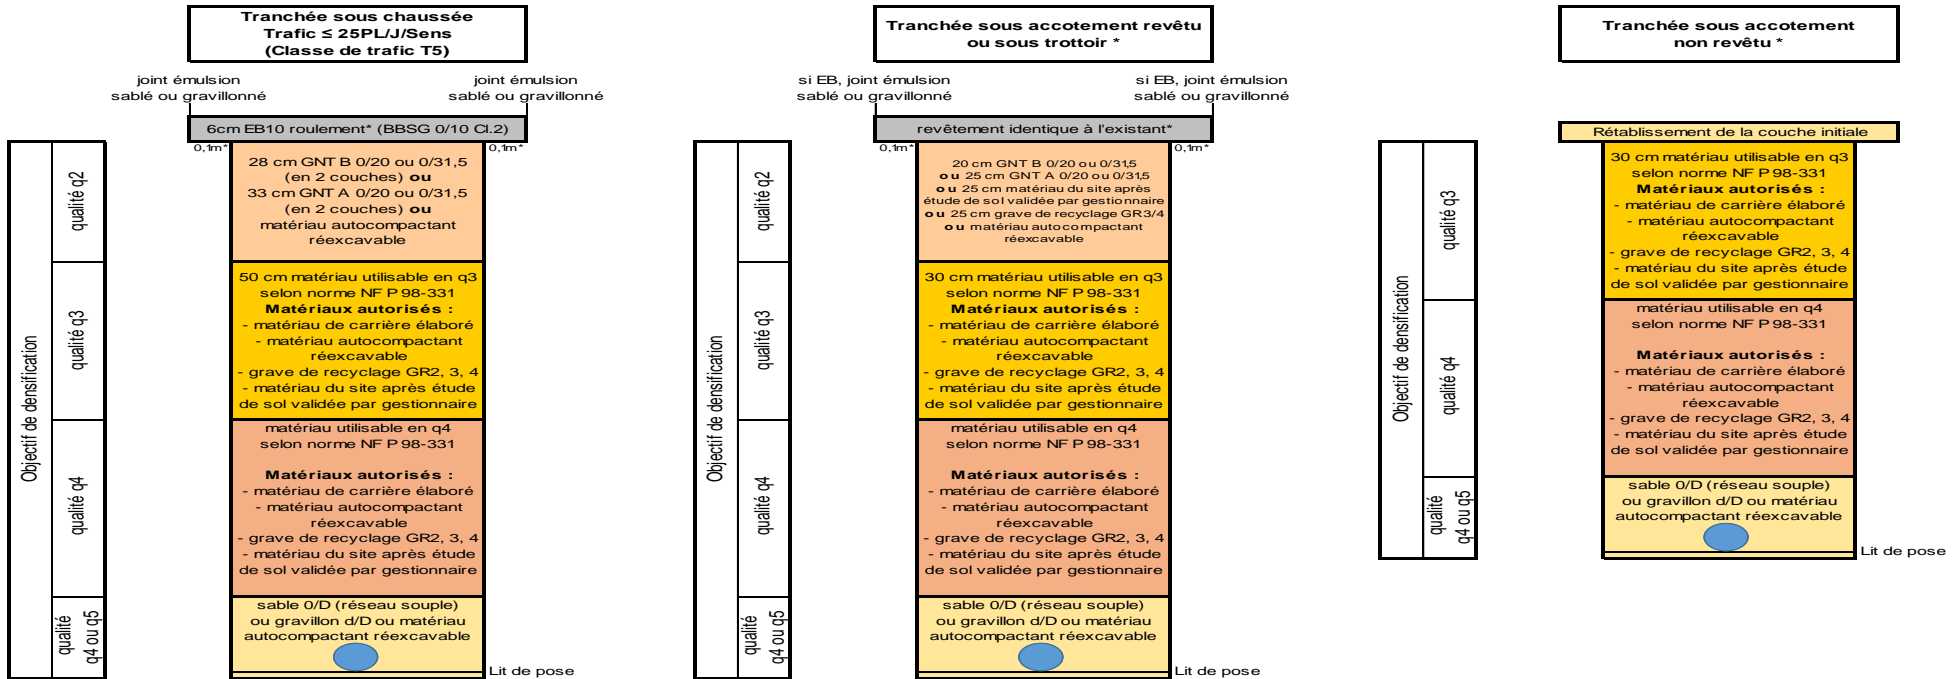 Tranchée sous chaussée
Trafic ≤ 25PL/J/Sens
(Classe de trafic T5)
joint émulsion
sablé ou gravillonné
joint émulsion
sablé ou gravillonné
6cm EB10 roulement* (BBSG 0/10 Cl.2)
0,1m*
0,1m*
Objectif de densification
qualité q2
qualité q3
qualité q4
qualité
q4 ou q5
28 cm GNT B 0/20 ou 0/31,5
(en 2 couches) ou
33 cm GNT A 0/20 ou 0/31,5
(en 2 couches) ou
matériau autocompactant
réexcavable
50 cm matériau utilisable en q3
selon norme NF P 98-331
Matériaux autorisés :
- matériau de carrière élaboré
- matériau autocompactant
réexcavable
- grave de recyclage GR2, 3, 4
- matériau du site après étude
de sol validée par gestionnaire
matériau utilisable en q4
selon norme NF P 98-331
Matériaux autorisés :
- matériau de carrière élaboré
- matériau autocompactant
réexcavable
- grave de recyclage GR2, 3, 4
- matériau du site après étude
de sol validée par gestionnaire
sable 0/D (réseau souple)
ou gravillon d/D ou matériau
autocompactant réexcavable
Lit de pose
Tranchée sous accotement revêtu
ou sous trottoir *
si EB, joint émulsion
sablé ou gravillonné
si EB, joint émulsion
sablé ou gravillonné
revêtement identique à l'existant*
0,1m*
0,1m*
Objectif de densification
qualité q2
qualité q3
qualité q4
qualité
q4 ou q5
20 cm GNT B 0/20 ou 0/31,5
ou 25 cm GNT A 0/20 ou 0/31,5
ou 25 cm matériau du site après
étude de sol validée par gestionnaire
ou 25 cm grave de recyclage GR3/4
ou matériau autocompactant
réexcavable
30 cm matériau utilisable en q3
selon norme NF P 98-331
Matériaux autorisés :
- matériau de carrière élaboré
- matériau autocompactant
réexcavable
- grave de recyclage GR2, 3, 4
- matériau du site après étude
de sol validée par gestionnaire
matériau utilisable en q4
selon norme NF P 98-331
Matériaux autorisés :
- matériau de carrière élaboré
- matériau autocompactant
réexcavable
- grave de recyclage GR2, 3, 4
- matériau du site après étude
de sol validée par gestionnaire
sable 0/D (réseau souple)
ou gravillon d/D ou matériau
autocompactant réexcavable
Lit de pose
Tranchée sous accotement
non revêtu *
Rétablissement de la couche initiale
Objectif de densification
qualité q3
qualité q4
qualité
q4 ou q5
30 cm matériau utilisable en q3
selon norme NF P 98-331
Matériaux autorisés :
- matériau de carrière élaboré
- matériau autocompactant
réexcavable
- grave de recyclage GR2, 3, 4
- matériau du site après étude
de sol validée par gestionnaire
matériau utilisable en q4
selon norme NF P 98-331
Matériaux autorisés :
- matériau de carrière élaboré
- matériau autocompactant
réexcavable
- grave de recyclage GR2, 3, 4
- matériau du site après étude
de sol validée par gestionnaire
sable 0/D (réseau souple)
ou gravillon d/D ou matériau
autocompactant réexcavable
Lit de pose